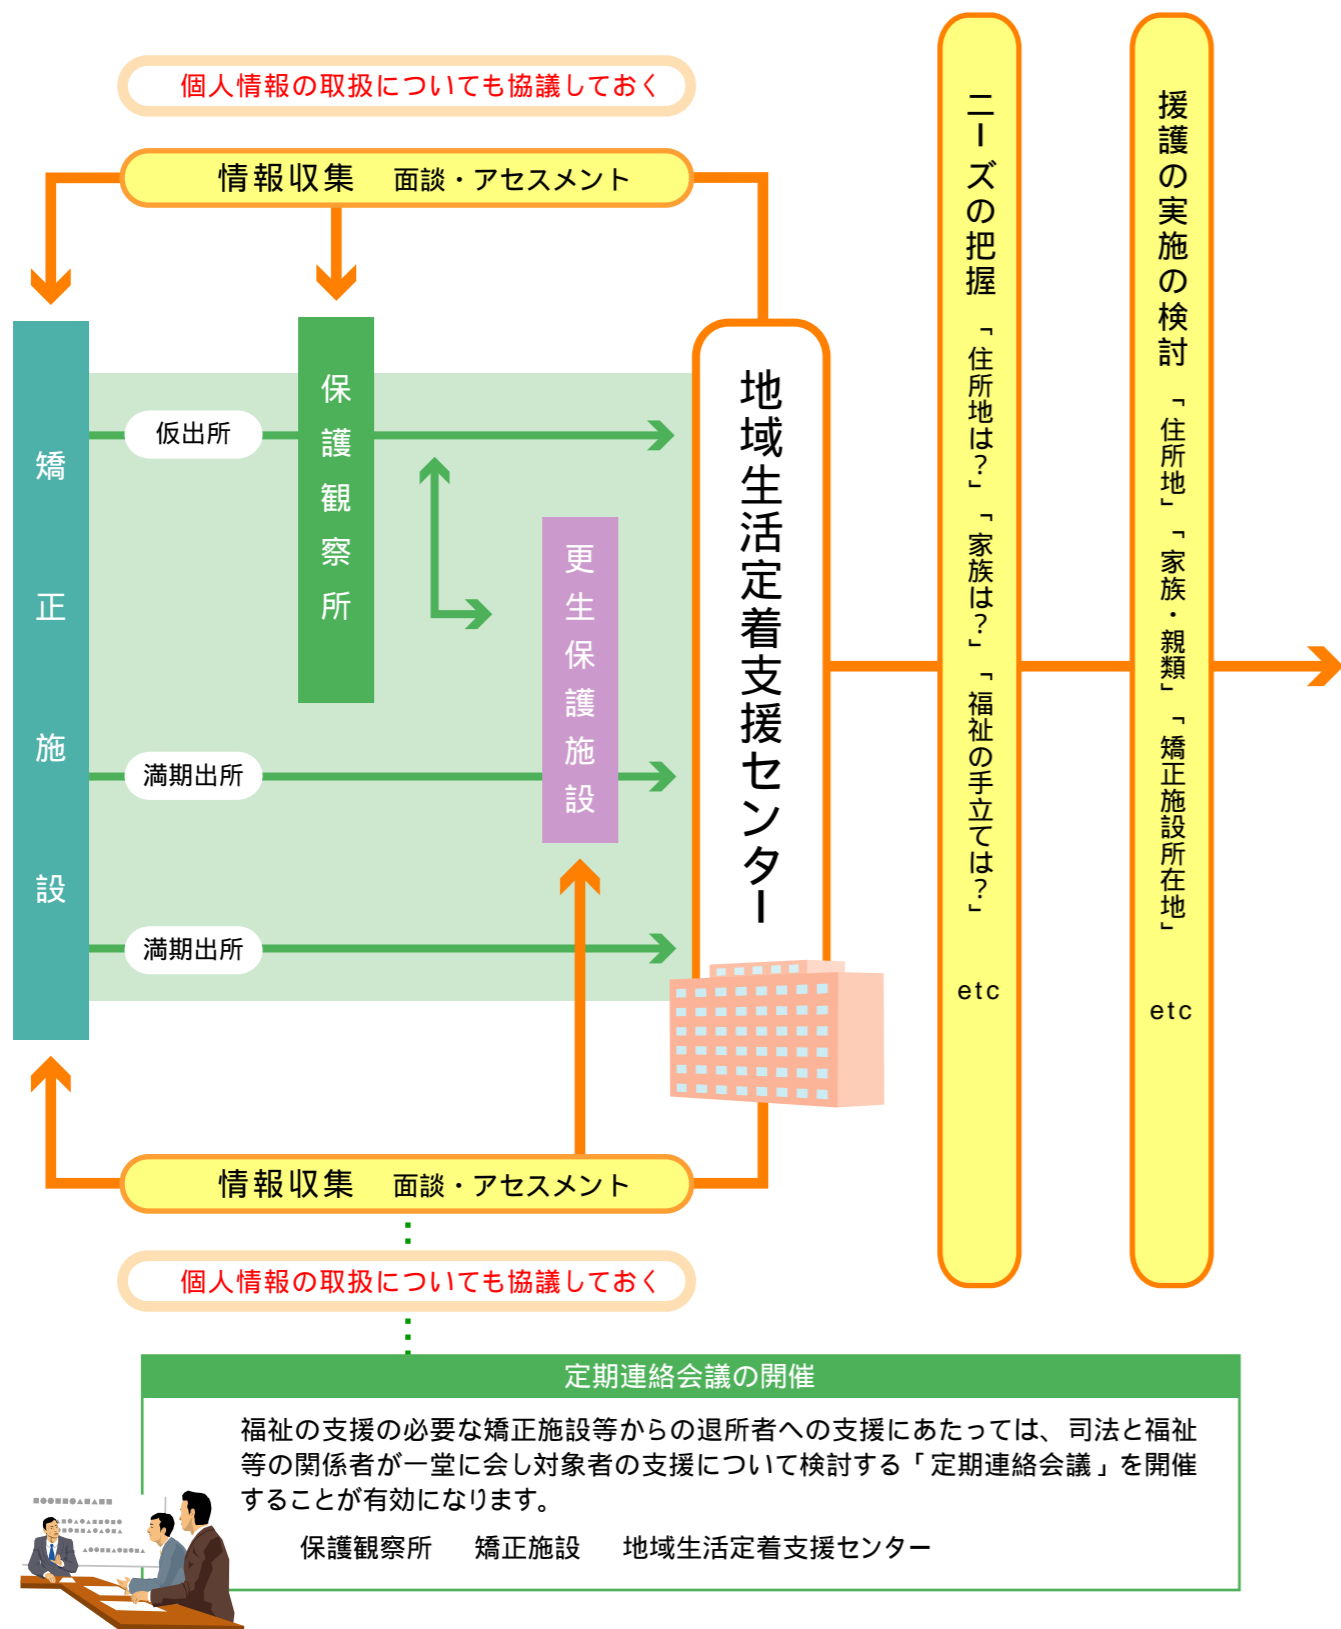 個人情報の取扱についても協議しておく
情報収集 面談・アセスメント
矯正施設
保護観察所
仮出所
更生保護施設
満期出所
満期出所
地域生活定着支援センター
ニーズの把握 「住所地は？」「家族は？」「福祉の手立ては？」 etc
援護の実施の検討 「住所地」「家族・親類」「矯正施設所在地」 etc
情報収集 面談・アセスメント
個人情報の取扱についても協議しておく
定期連絡会議の開催
福祉の支援の必要な矯正施設等からの退所者への支援にあたっては、司法と福祉
等の関係者が一堂に会し対象者の支援について検討する「定期連絡会議」を開催
することが有効になります。
保護観察所 矯正施設 地域生活定着支援センター